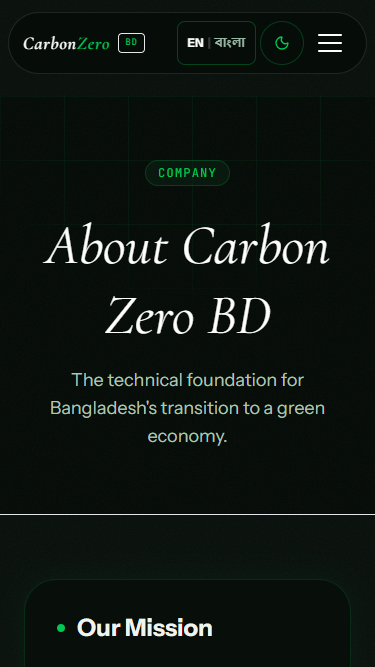 CarbonZero BD EN | বাংলা
COMPANY
About Carbon
Zero BD
The technical foundation for
Bangladesh's transition to a green
economy.
Our Mission